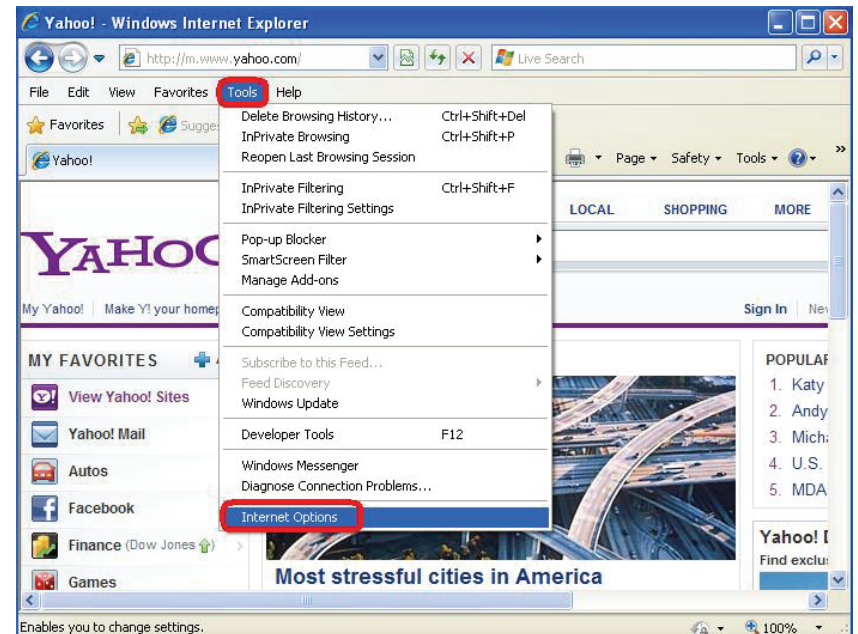 Yahoo! - Windows Internet Explorer
http://m.www.yahoo.com/
Live Search
File Edit View Favorites Tools Help
Favorites
Yahoo!
Page Safety Tools »
Delete Browsing History... Ctrl+Shift+Del
InPrivate Browsing Ctrl+Shift+P
Reopen Last Browsing Session
InPrivate Filtering Ctrl+Shift+F
InPrivate Filtering Settings
Pop-up Blocker
SmartScreen Filter
Manage Add-ons
Compatibility View
Compatibility View Settings
Subscribe to this Feed...
Feed Discovery
Windows Update
Developer Tools F12
Windows Messenger
Diagnose Connection Problems...
Internet Options
LOCAL SHOPPING MORE
My Yahoo! Make Y! your
Sign In
MY FAVORITES
View Yahoo! Sites
Yahoo! Mail
Autos
Facebook
Finance (Dow Jones)
Games
Most stressful cities in America
1. Katy
2. Andy
3.
4. U.S.
5. MDA
Yahoo!
Find
Enables you to change settings.
100%